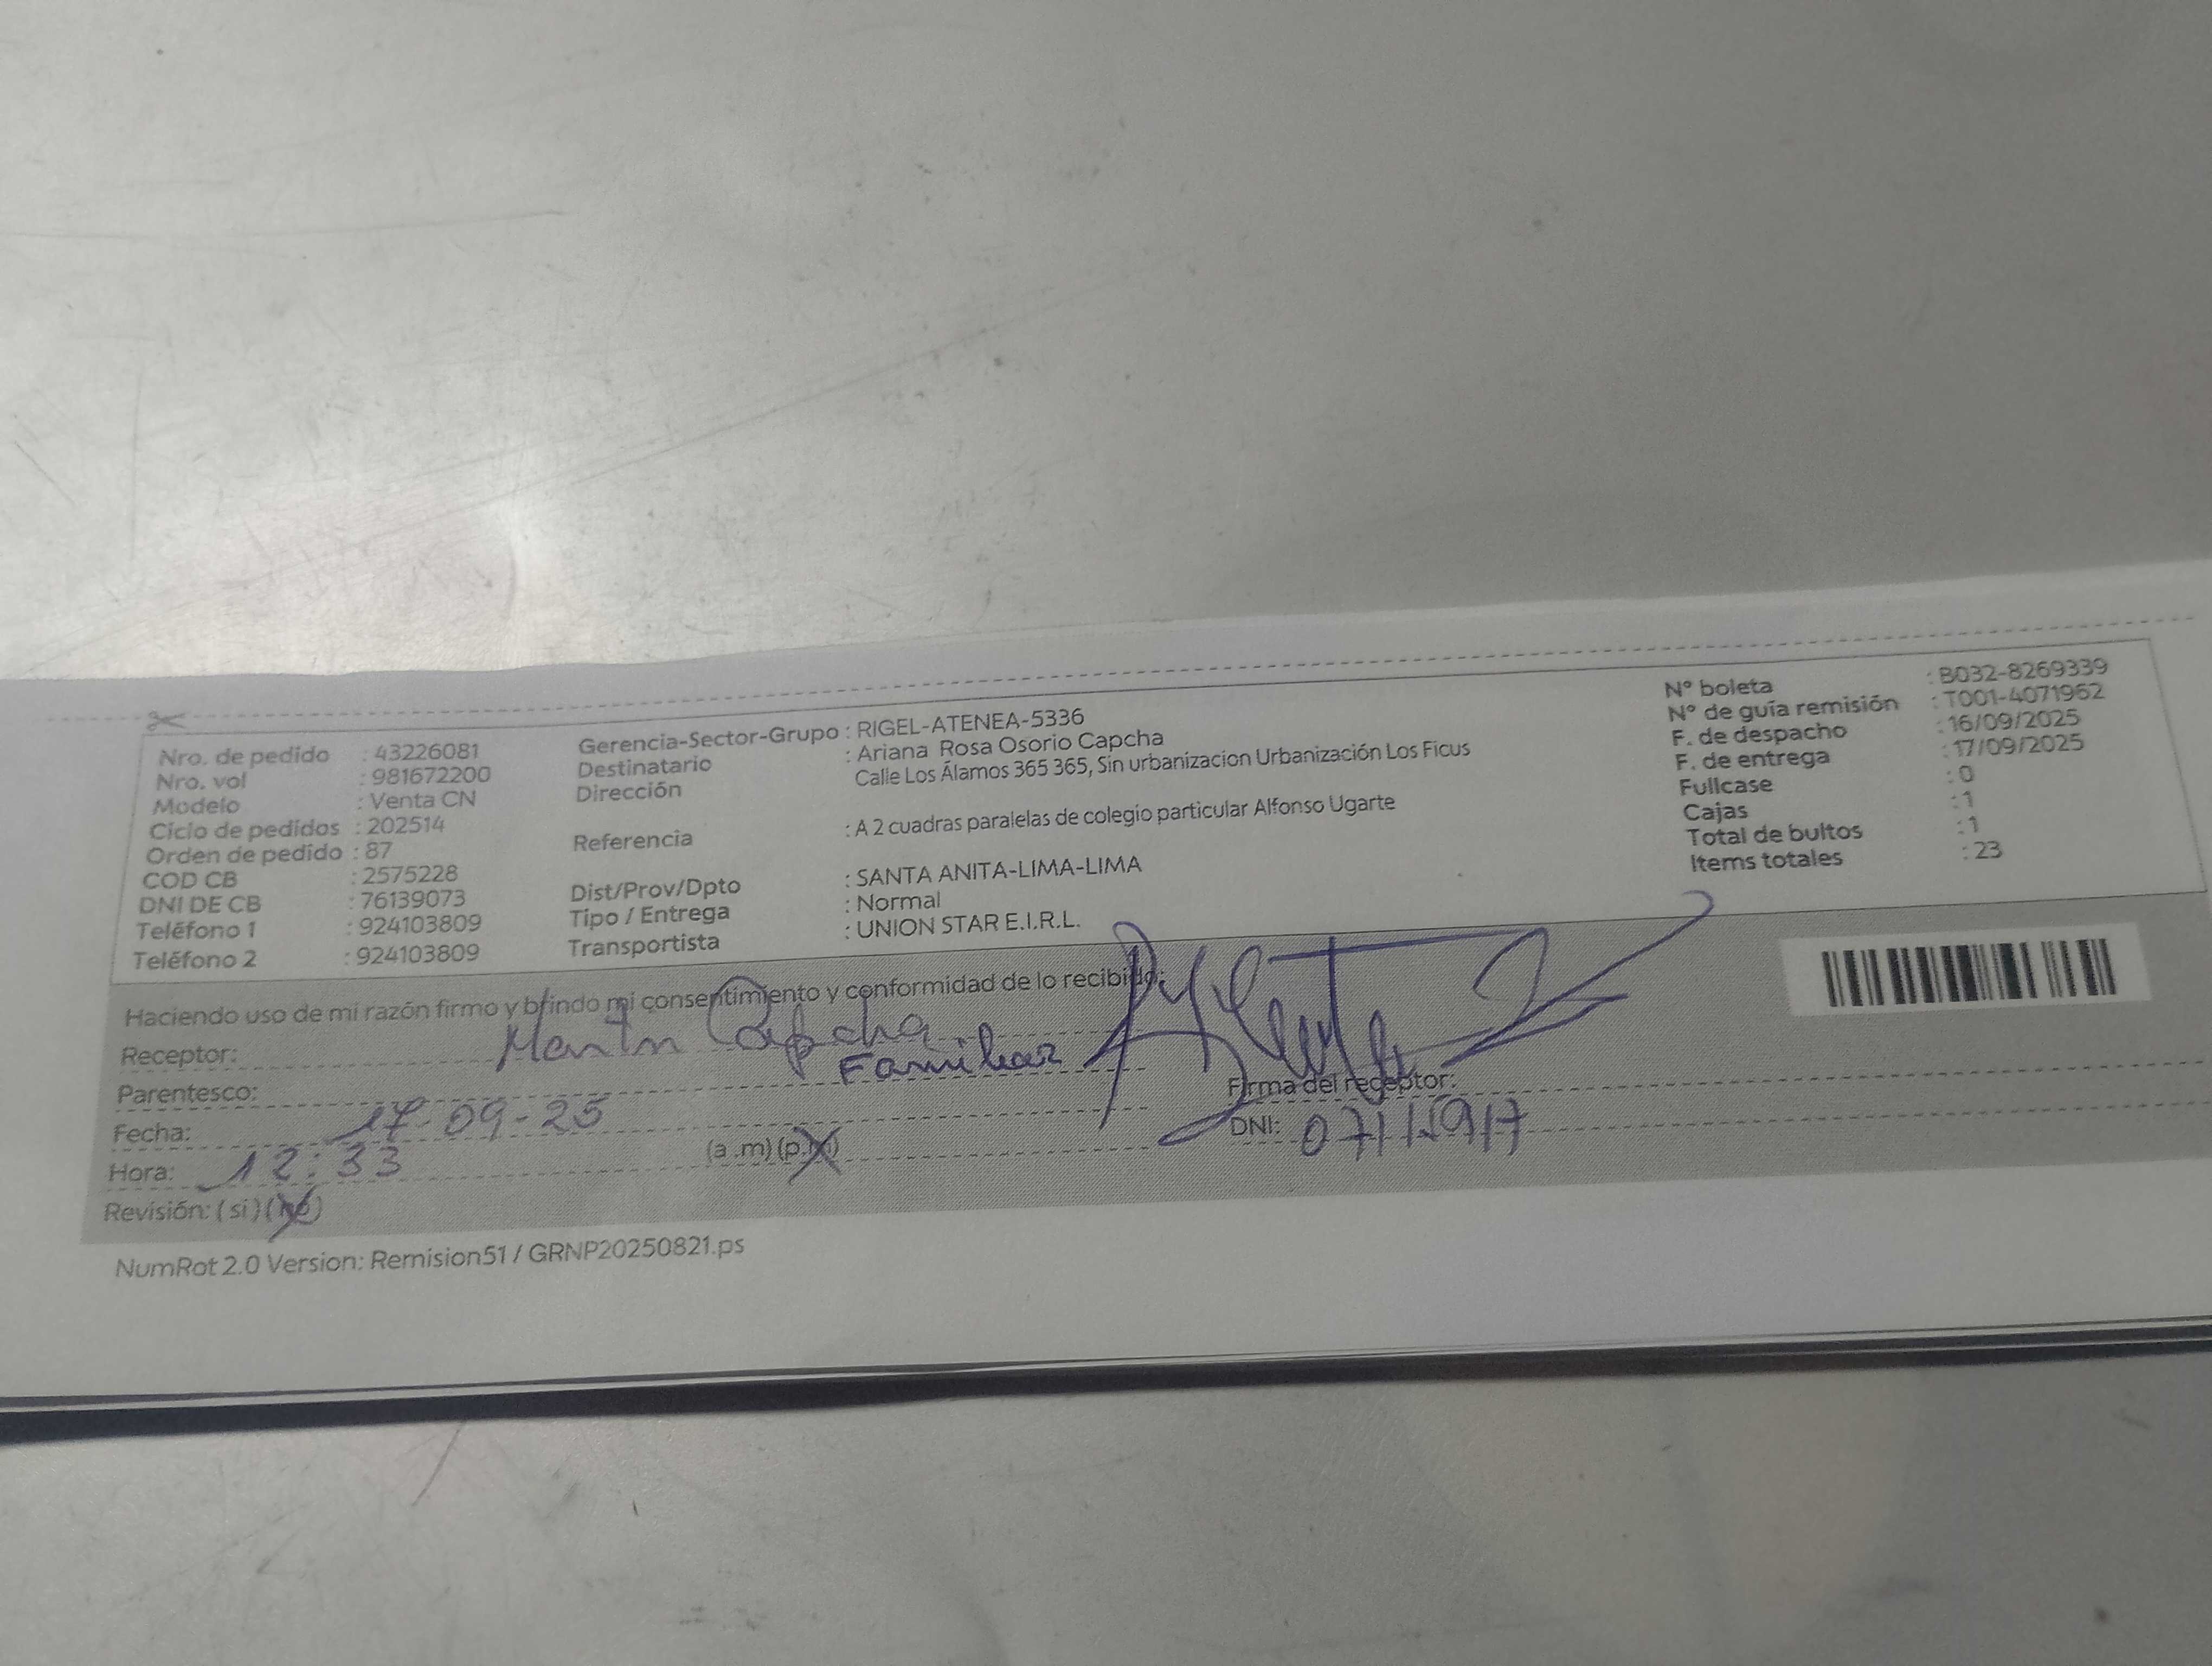 Nro. de pedido : 43226081
Nro. vol : 981672200
Modelo : Venta CN
Ciclo de pedidos : 202514
Orden de pedido : 87
COD CB : 2575228
DNI DE CB : 76139073
Teléfono 1 : 924103809
Teléfono 2 : 924103809
Gerencia-Sector-Grupo : RIGEL-ATENEA-5336
Destinatario : Ariana Rosa Osorio Capcha
Dirección Calle Los Álamos 365 365, Sin urbanizacion Urbanización Los Ficus
Referencia : A 2 cuadras paralelas de colegio particular Alfonso Ugarte
Dist/Prov/Dpto : SANTA ANITA-LIMA-LIMA
Tipo / Entrega : Normal
Transportista : UNION STAR E.I.R.L.
N° boleta : B032-8269339
N° de guía remisión : T001-4071962
F. de despacho : 16/09/2025
F. de entrega : 17/09/2025
Fullcase : 0
Cajas : 1
Total de bultos : 1
Items totales : 23
Haciendo uso de mi razón firmo y brindo mi consentimiento y conformidad de lo recibido:
Receptor: Martín Capcha
Parentesco: Familiar
Fecha: 17-09-25
Hora: 12:33 (a .m) (p.m)
Revisión: ( si ) ( no )
Firma del receptor:
DNI:
NumRot 2.0 Version: Remision51 / GRNP20250821.ps